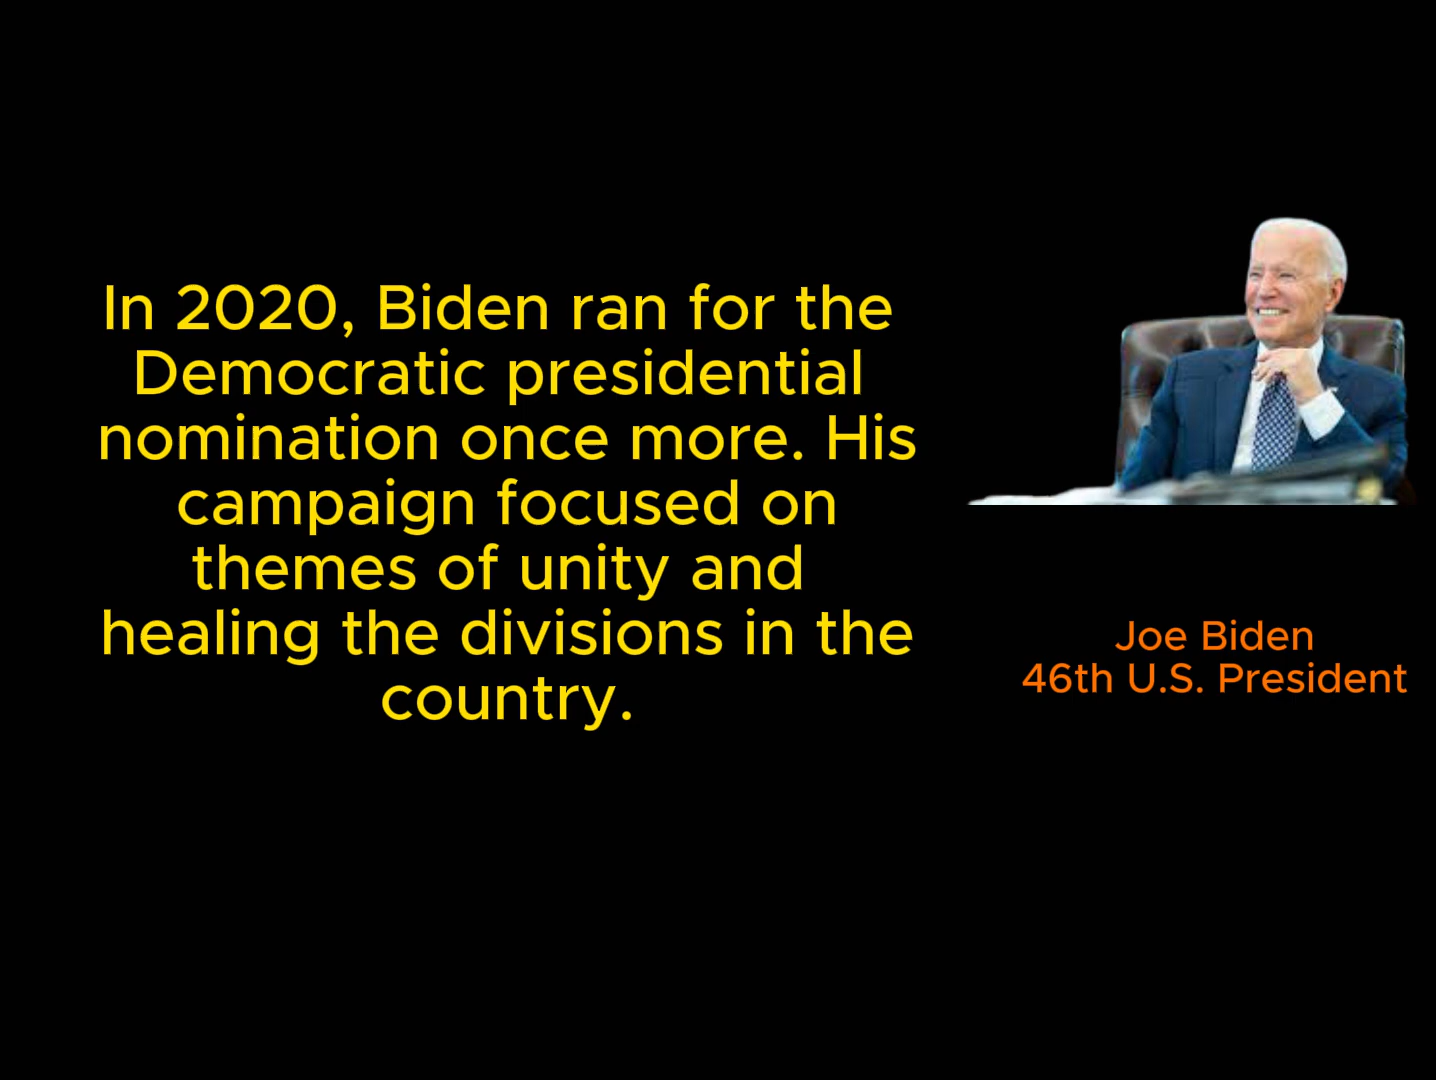 In 2020, Biden ran for the
Democratic presidential
nomination once more. His
campaign focused on
themes of unity and
healing the divisions in the
country.
Joe Biden
46th U.S. President